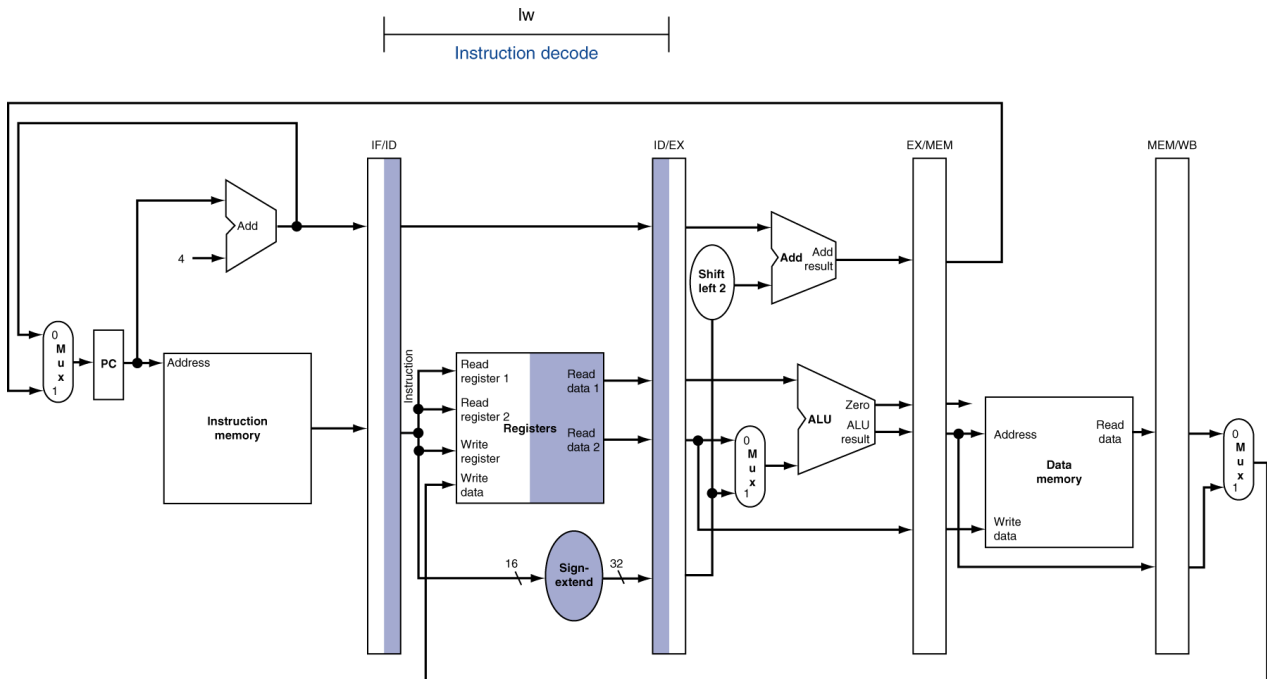 lw
Instruction decode
IF/ID
ID/EX
EX/MEM
MEM/WB
Add
4
Add
Add
result
Shift
left 2
0
M
u
x
1
PC
Address
Instruction
memory
Instruction
Read
register 1
Read
register 2
Write
register
Write
data
Registers
Read
data 1
Read
data 2
16
Sign-
extend
32
0
M
u
x
1
ALU
Zero
ALU
result
Address
Read
data
Data
memory
Write
data
0
M
u
x
1